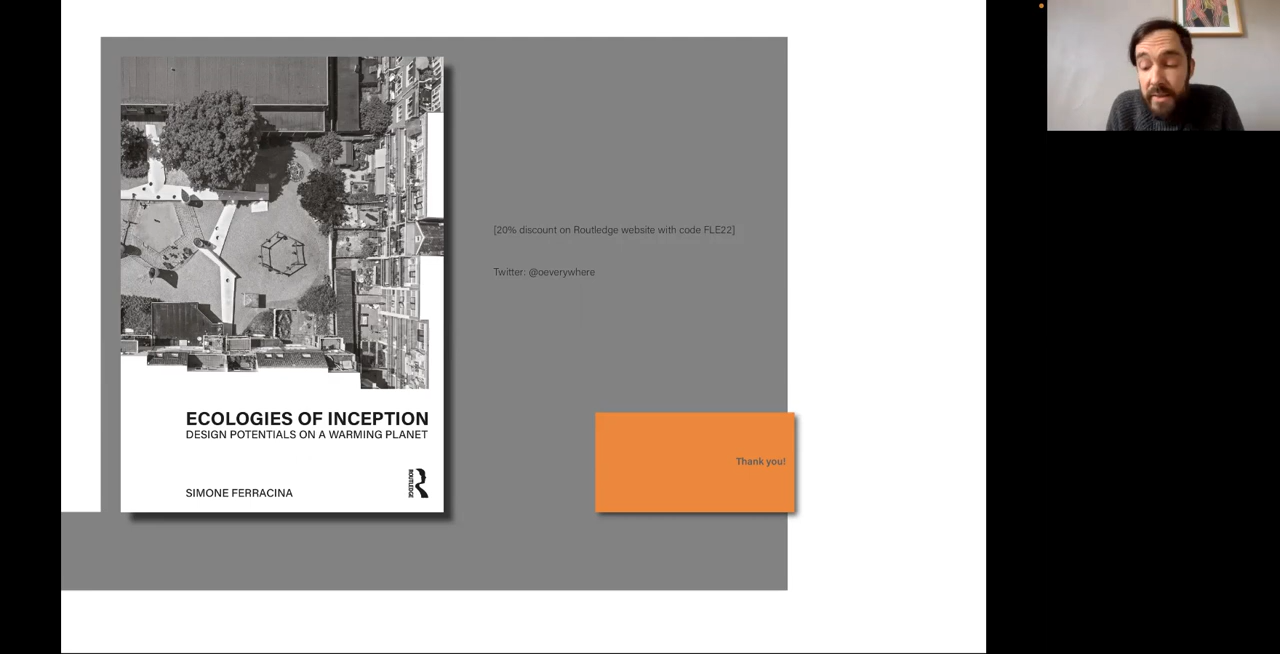 [20% discount on Routledge website with code FLE22]
Twitter: @oeverywhere
ECOLOGIES OF INCEPTION
DESIGN POTENTIALS ON A WARMING PLANET
SIMONE FERRACINA
ROUTLEDGE
Thank you!